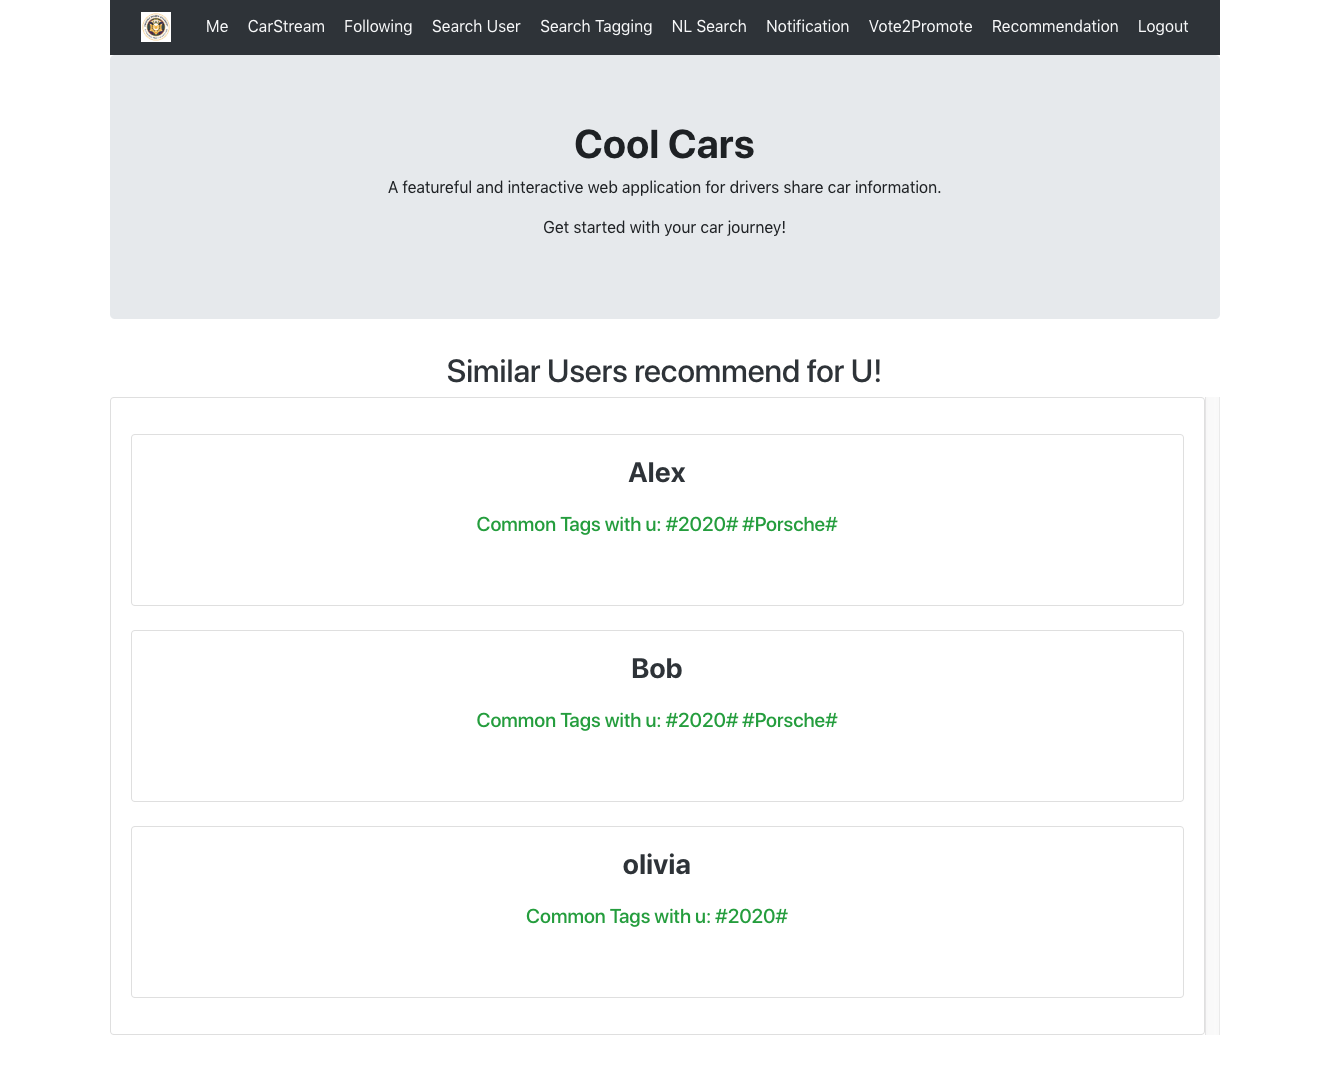 Me CarStream Following Search User Search Tagging NL Search Notification Vote2Promote Recommendation Logout
Cool Cars
A featureful and interactive web application for drivers share car information.
Get started with your car journey!
Similar Users recommend for U!
Alex
Common Tags with u: #2020# #Porsche#
Bob
Common Tags with u: #2020# #Porsche#
olivia
Common Tags with u: #2020#